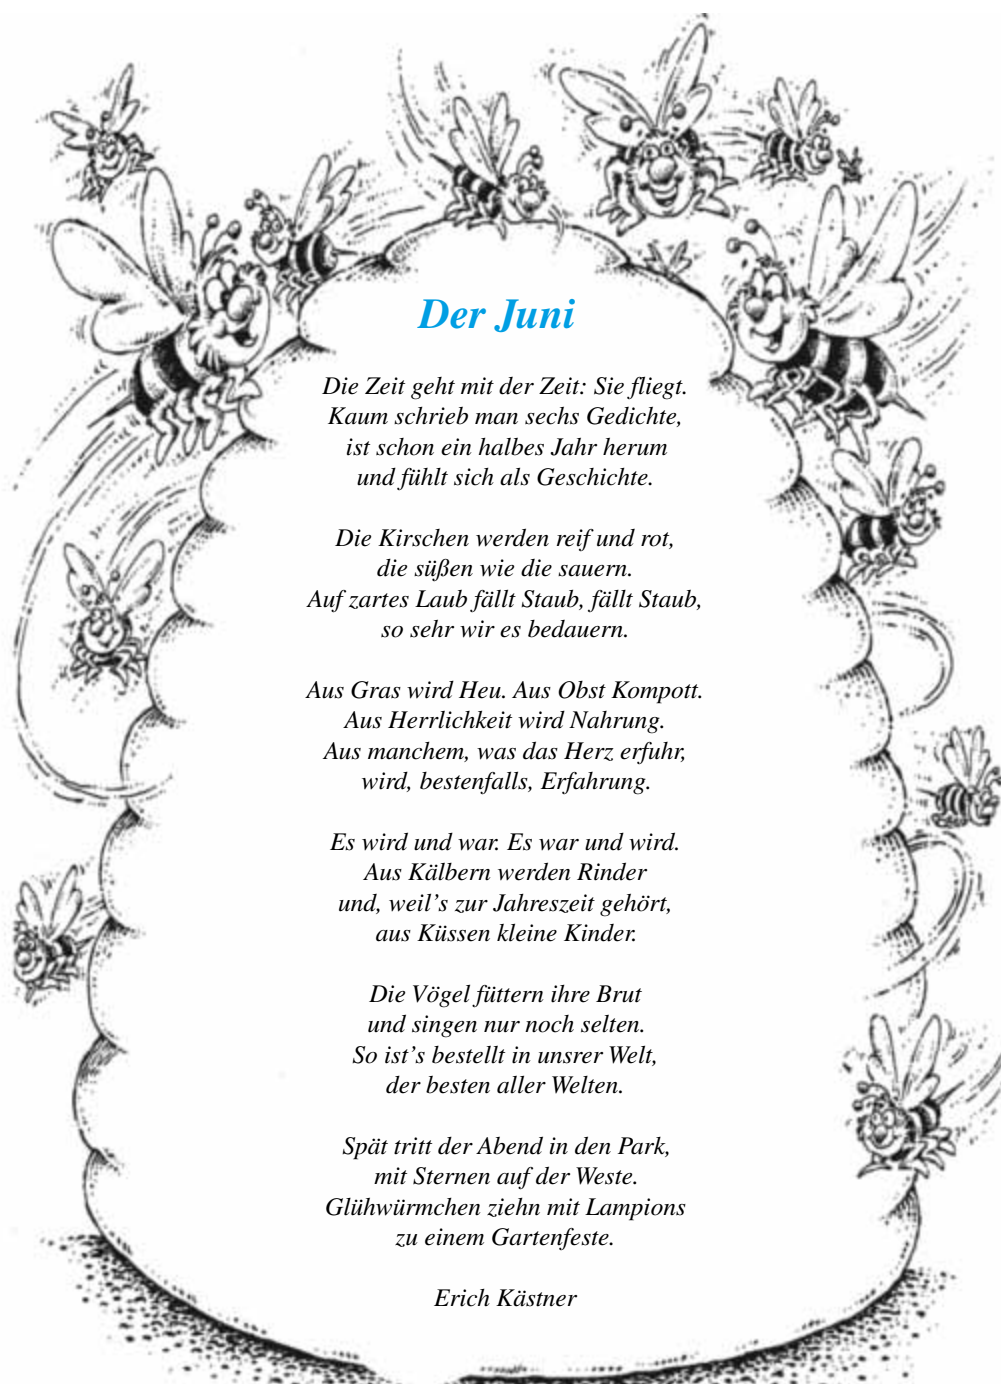 Der Juni
Die Zeit geht mit der Zeit: Sie fliegt.
Kaum schrieb man sechs Gedichte,
ist schon ein halbes Jahr herum
und fühlt sich als Geschichte.
Die Kirschen werden reif und rot,
die süßen wie die sauern.
Auf zartes Laub fällt Staub, fällt Staub,
so sehr wir es bedauern.
Aus Gras wird Heu. Aus Obst Kompott.
Aus Herrlichkeit wird Nahrung.
Aus manchem, was das Herz erfuhr,
wird, bestenfalls, Erfahrung.
Es wird und war. Es war und wird.
Aus Kälbern werden Rinder
und, weil's zur Jahreszeit gehört,
aus Küssen kleine Kinder.
Die Vögel füttern ihre Brut
und singen nur noch selten.
So ist's bestellt in unsrer Welt,
der besten aller Welten.
Spät tritt der Abend in den Park,
mit Sternen auf der Weste.
Glühwürmchen ziehn mit Lampions
zu einem Gartenfeste.
Erich Kästner